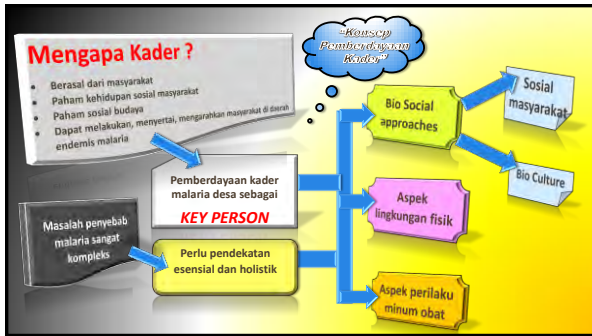 Mengapa Kader ?
• Berasal dari masyarakat
• Paham kehidupan sosial masyarakat
• Paham sosial budaya
• Dapat melakukan, menyertai, mengarahkan masyarakat di daerah
endemis malaria
"Konsep
Pemberdayaan
Kader"
Pemberdayaan kader
malaria desa sebagai
KEY PERSON
Masalah penyebab
malaria sangat
kompleks
Perlu pendekatan
esensial dan holistik
Bio Social
approaches
Sosial
masyarakat
Bio Culture
Aspek
lingkungan fisik
Aspek perilaku
minum obat